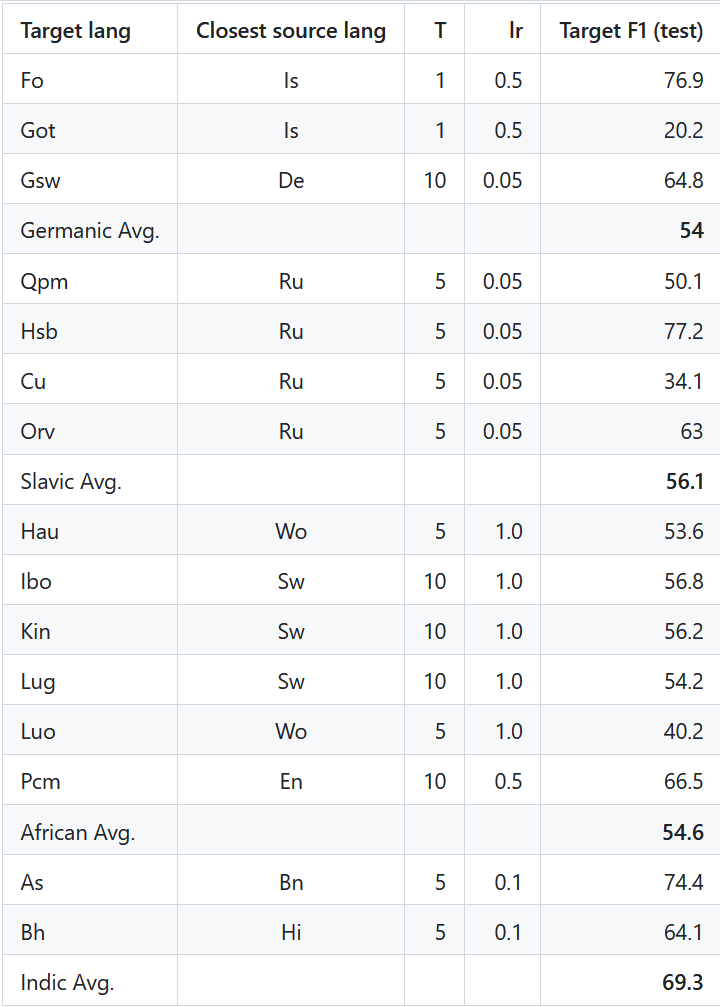 Target lang Closest source lang T lr Target F1 (test)
Fo Is 1 0.5 76.9
Got Is 1 0.5 20.2
Gsw De 10 0.05 64.8
Germanic Avg. 54
Qpm Ru 5 0.05 50.1
Hsb Ru 5 0.05 77.2
Cu Ru 5 0.05 34.1
Orv Ru 5 0.05 63
Slavic Avg. 56.1
Hau Wo 5 1.0 53.6
Ibo Sw 10 1.0 56.8
Kin Sw 10 1.0 56.2
Lug Sw 10 1.0 54.2
Luo Wo 5 1.0 40.2
Pcm En 10 0.5 66.5
African Avg. 54.6
As Bn 5 0.1 74.4
Bh Hi 5 0.1 64.1
Indic Avg. 69.3